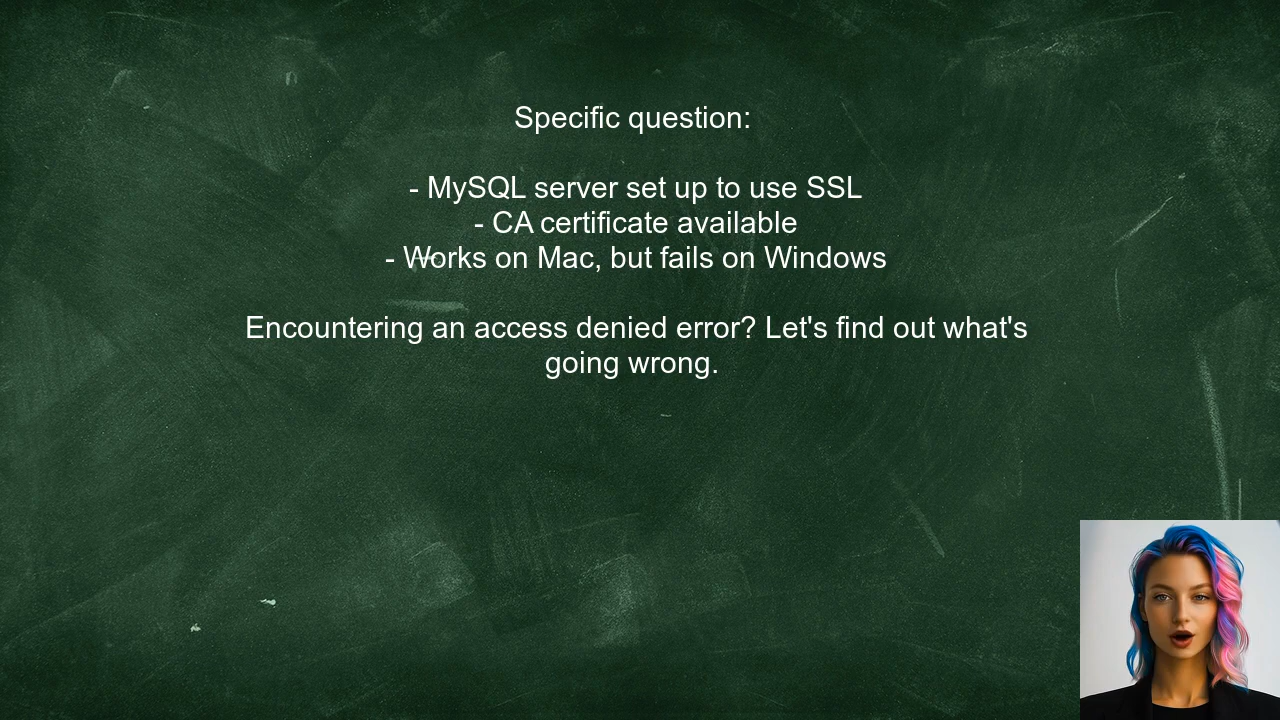 Specific question:
- MySQL server set up to use SSL
- CA certificate available
- Works on Mac, but fails on Windows
Encountering an access denied error? Let's find out what's
going wrong.